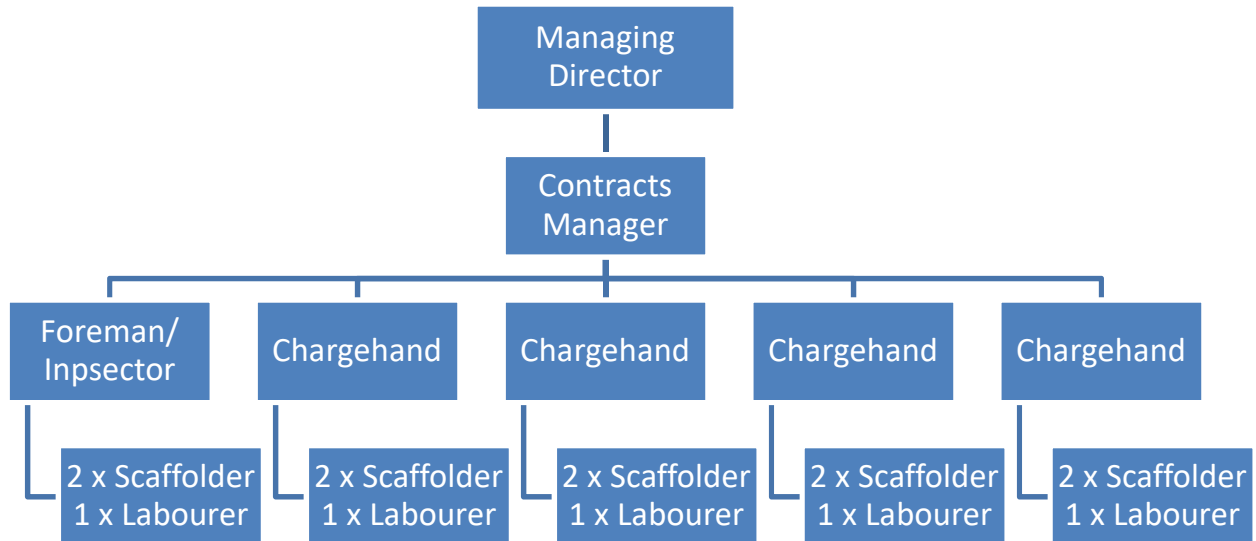 Managing
Director
Contracts
Manager
Foreman/
Inpsector
Chargehand
Chargehand
Chargehand
Chargehand
2 x Scaffolder
1 x Labourer
2 x Scaffolder
1 x Labourer
2 x Scaffolder
1 x Labourer
2 x Scaffolder
1 x Labourer
2 x Scaffolder
1 x Labourer